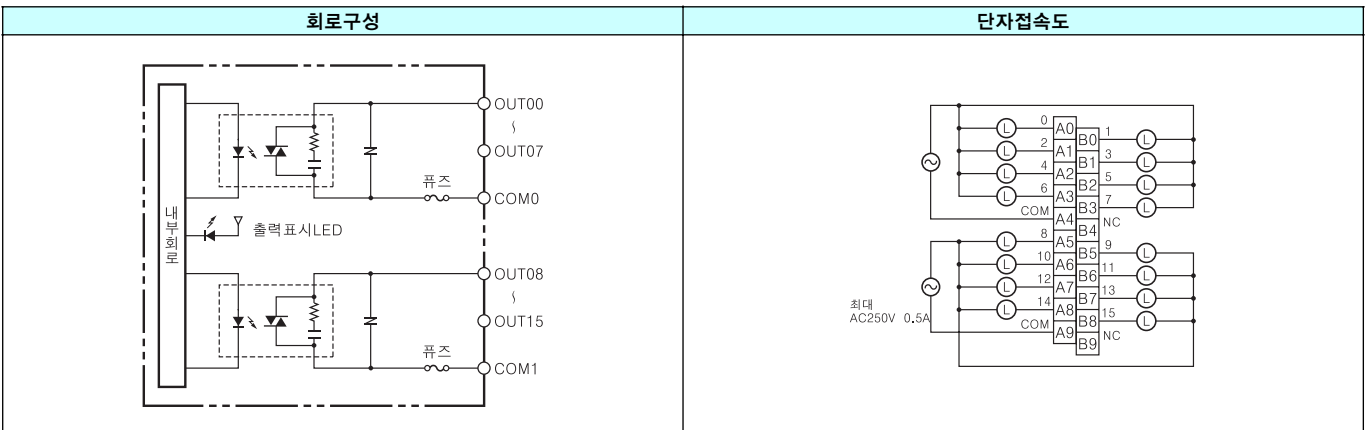 회로구성
단자접속도
내부회로
OUT00
~
OUT07
퓨즈
COM0
출력표시LED
OUT08
~
OUT15
퓨즈
COM1
L 0 A0
B0 1 L
L 2 A1
B1 3 L
L 4 A2
B2 5 L
L 6 A3
B3 7 L
COM A4
B4 NC
L 8 A5
B5 9 L
L 10 A6
B6 11 L
L 12 A7
B7 13 L
L 14 A8
B8 15 L
COM A9
B9 NC
최대
AC250V 0.5A